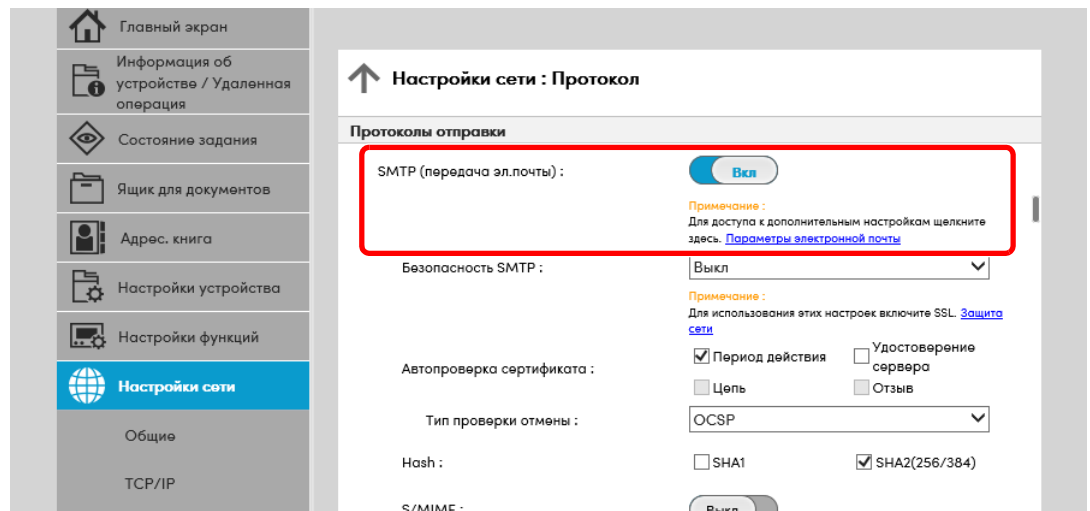 Главный экран
Информация об
устройстве / Удаленная
операция
Состояние задания
Ящик для документов
Адрес. книга
Настройки устройства
Настройки функций
Настройки сети
Общие
TCP/IP
Настройки сети : Протокол
Протоколы отправки
SMTP (передача эл.почты) :
Вкл
Примечание :
Для доступа к дополнительным настройкам щелкните
здесь. Параметры электронной почты
Безопасность SMTP :
Выкл
Примечание :
Для использования этих настроек включите SSL. Защита
сети
Автопроверка сертификата :
Период действия
Удостоверение
сервера
Цепь
Отзыв
Тип проверки отмены :
OCSP
Hash :
SHA1
SHA2(256/384)
S/MIME :
Выкл